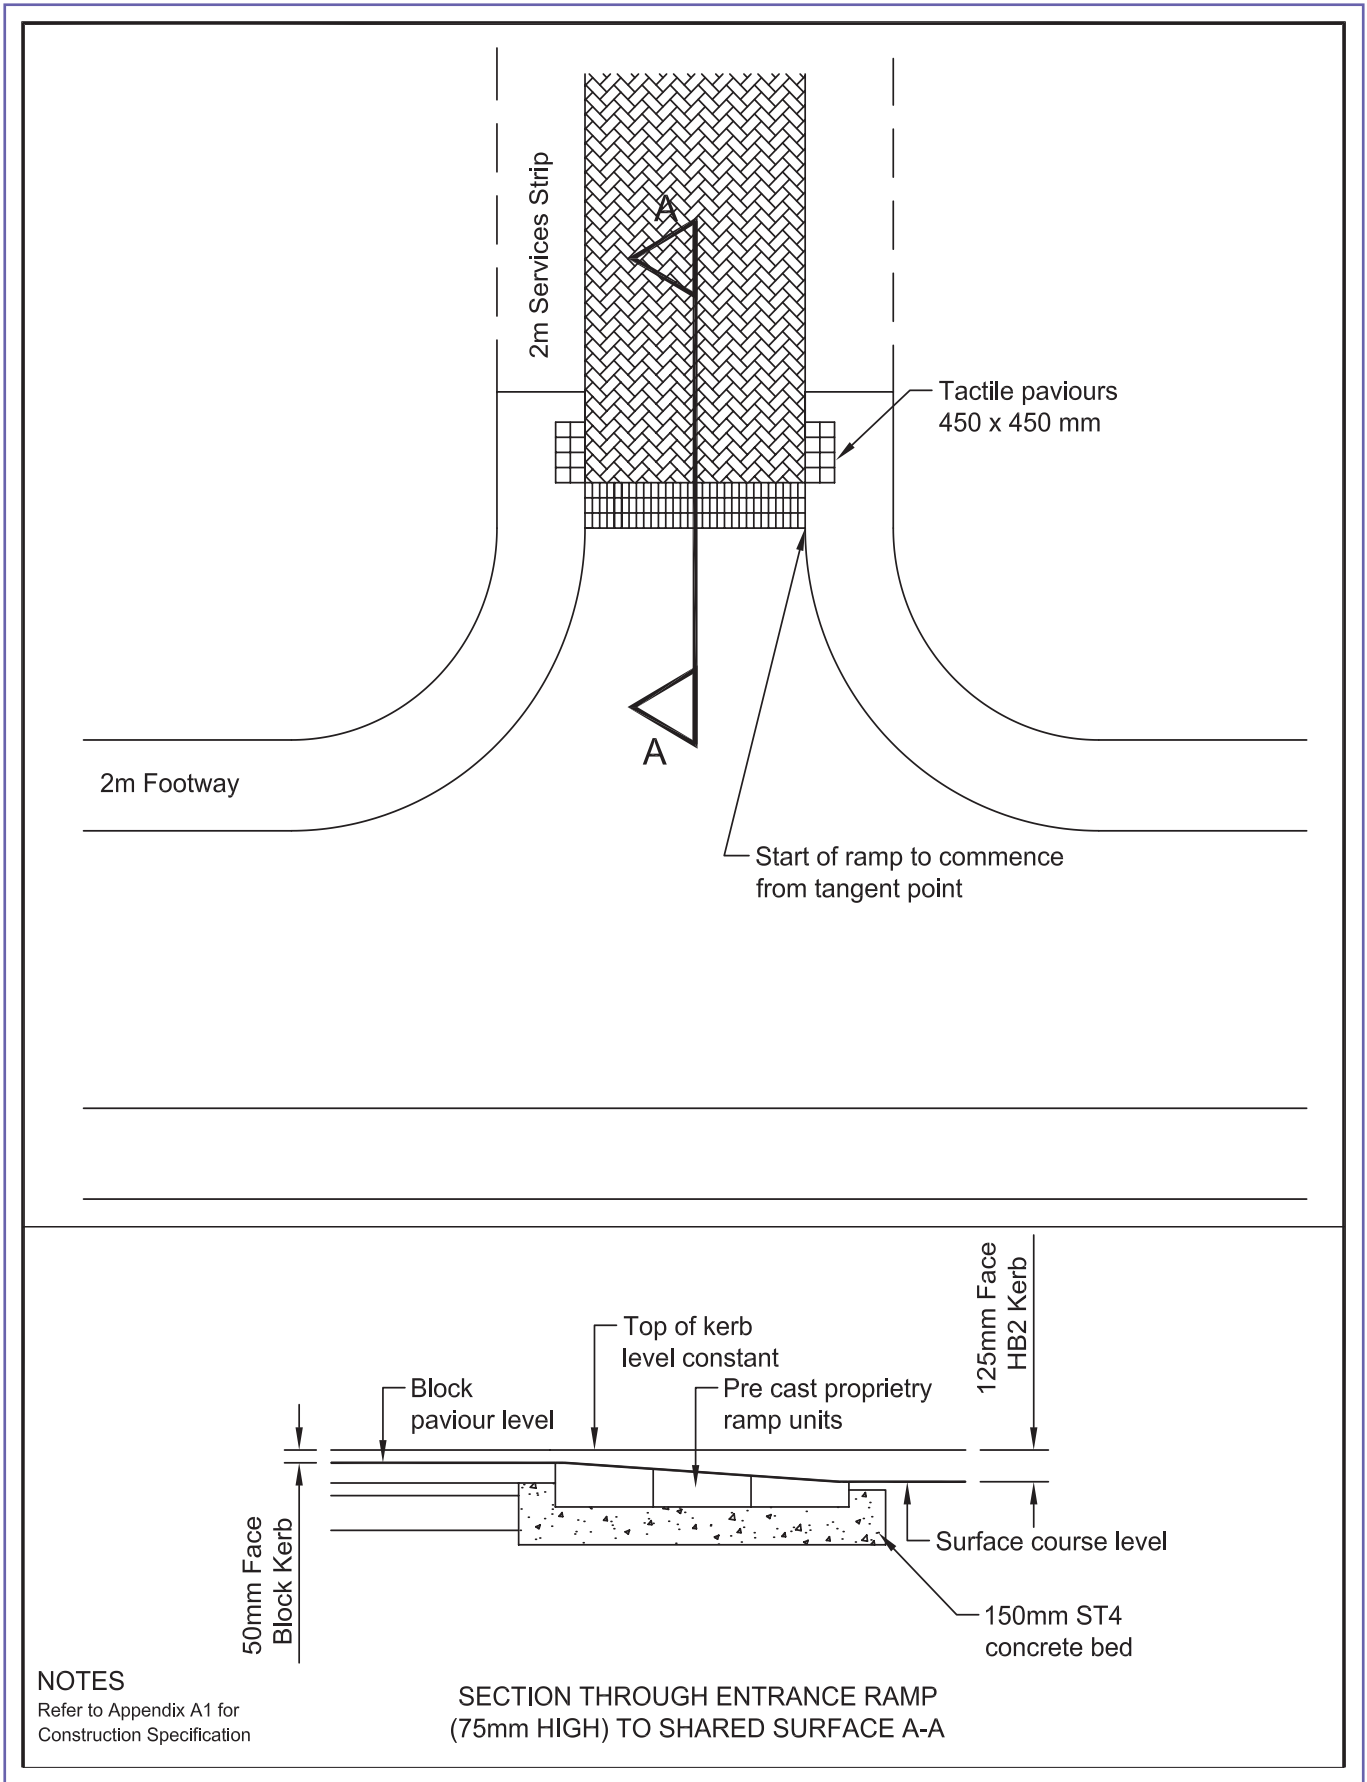 A
2m Services Strip
Tactile paviours
450 x 450 mm
A
2m Footway
Start of ramp to commence
from tangent point
125mm Face
HB2 Kerb
Top of kerb
level constant
Block
paviour level
Pre cast proprietry
ramp units
50mm Face
Block Kerb
Surface course level
150mm ST4
concrete bed
NOTES
Refer to Appendix A1 for
Construction Specification
SECTION THROUGH ENTRANCE RAMP
(75mm HIGH) TO SHARED SURFACE A-A